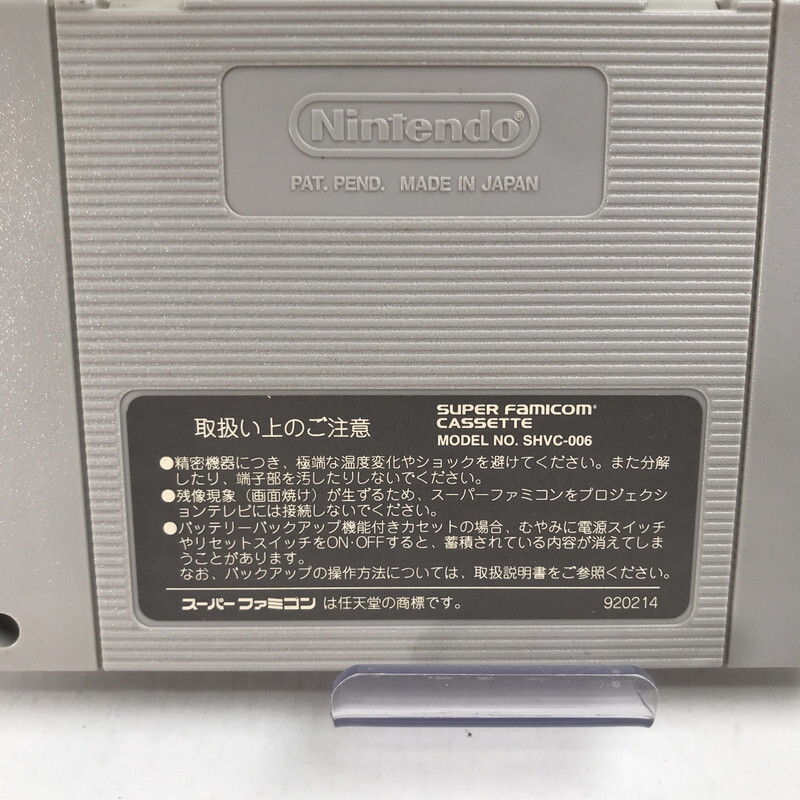 Nintendo®
PAT. PEND. MADE IN JAPAN
取扱い上のご注意
SUPER FAMICOM®
CASSETTE
MODEL NO. SHVC-006
●精密機器につき、極端な温度変化やショックを避けてください。また分解
したり、端子部を汚したりしないでください。
●残像現象（画面焼け）が生ずるため、スーパーファミコンをプロジェクシ
ョンテレビには接続しないでください。
●バッテリーバックアップ機能付きカセットの場合、むやみに電源スイッチ
やリセットスイッチをON・OFFすると、蓄積されている内容が消えてしま
うことがあります。
なお、バックアップの操作方法については、取扱説明書をご参照ください。
スーパーファミコン は任天堂の商標です。
920214